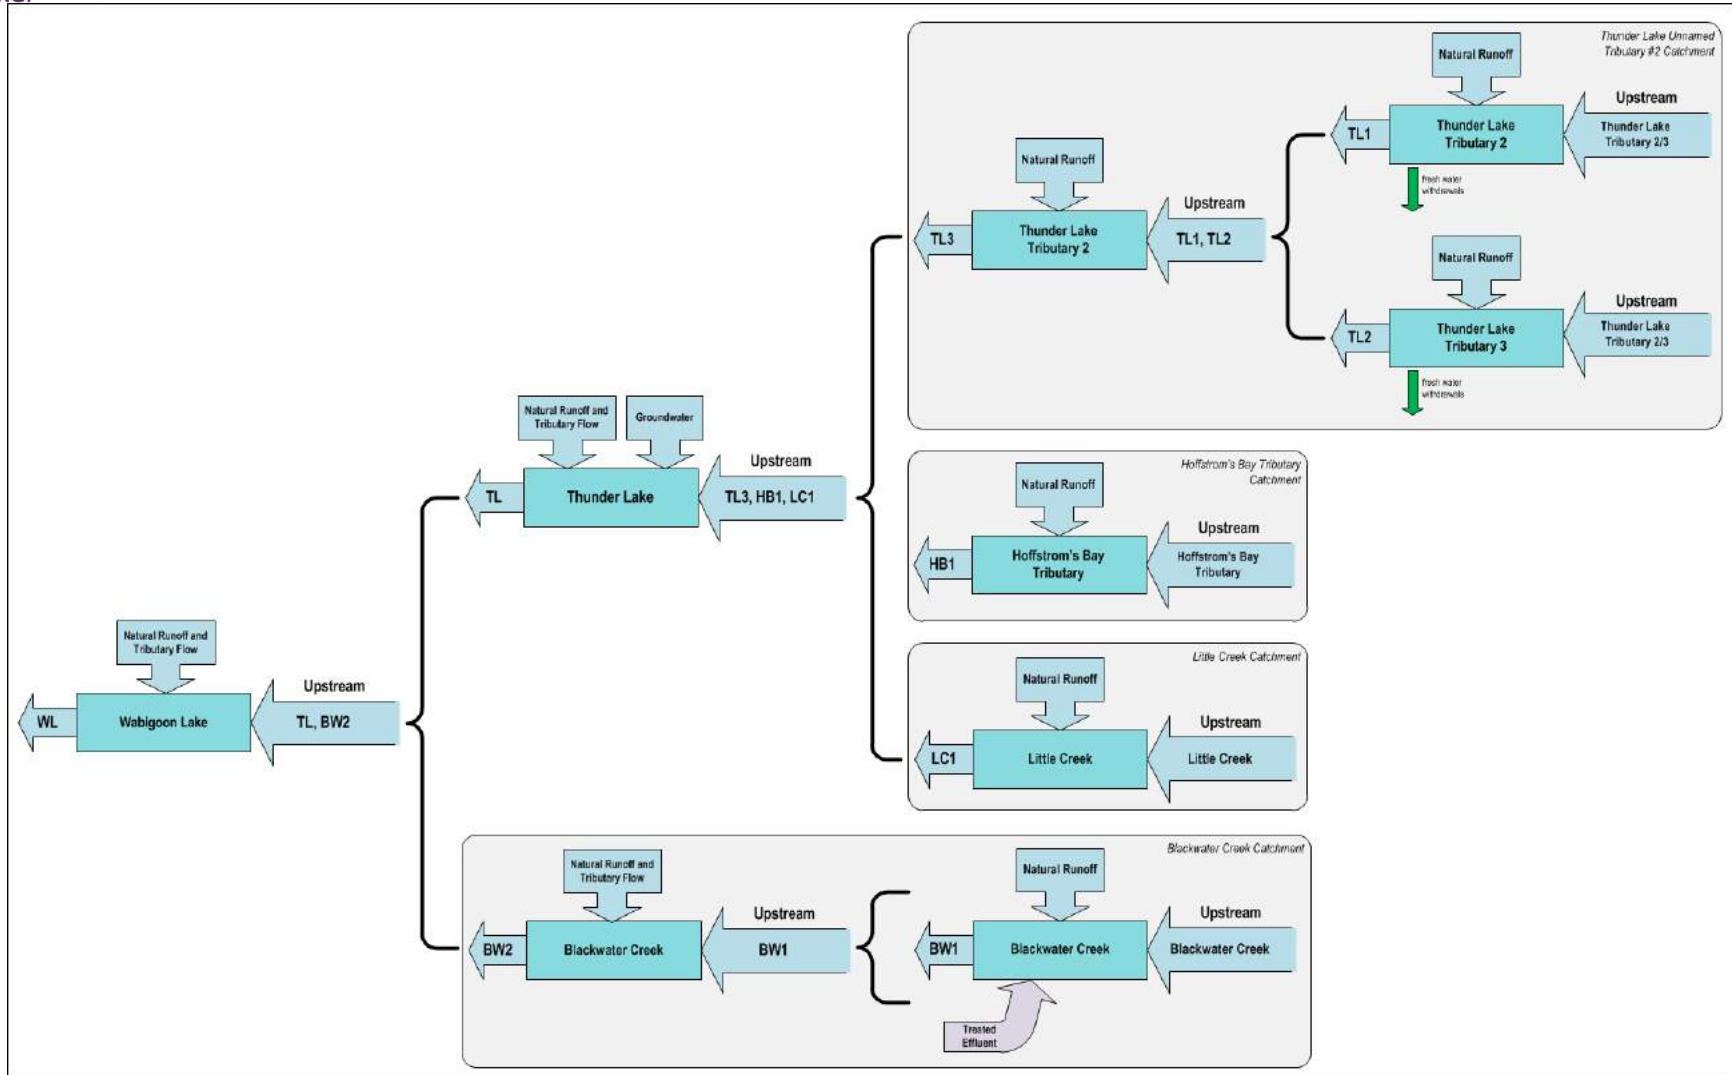 Thunder Lake Unnamed
Tributary #2 Catchment
Natural Runoff
Upstream
TL1
Thunder Lake
Tributary 2
Thunder Lake
Tributary 2/3
fresh water
withdrawals
Natural Runoff
Upstream
TL3
Thunder Lake
Tributary 2
TL1, TL2
Natural Runoff
Upstream
TL2
Thunder Lake
Tributary 3
Thunder Lake
Tributary 2/3
fresh water
withdrawals
Natural Runoff and
Tributary Flow
Groundwater
Upstream
TL
Thunder Lake
TL3, HB1, LC1
Hoffstrom's Bay Tributary
Catchment
Natural Runoff
Upstream
HB1
Hoffstrom's Bay
Tributary
Hoffstrom's Bay
Tributary
Little Creek Catchment
Natural Runoff
Upstream
LC1
Little Creek
Little Creek
Natural Runoff and
Tributary Flow
Upstream
WL
Wabigoon Lake
TL, BW2
Blackwater Creek Catchment
Natural Runoff and
Tributary Flow
Upstream
BW2
Blackwater Creek
BW1
Natural Runoff
Upstream
BW1
Blackwater Creek
Blackwater Creek
Treated
Effluent